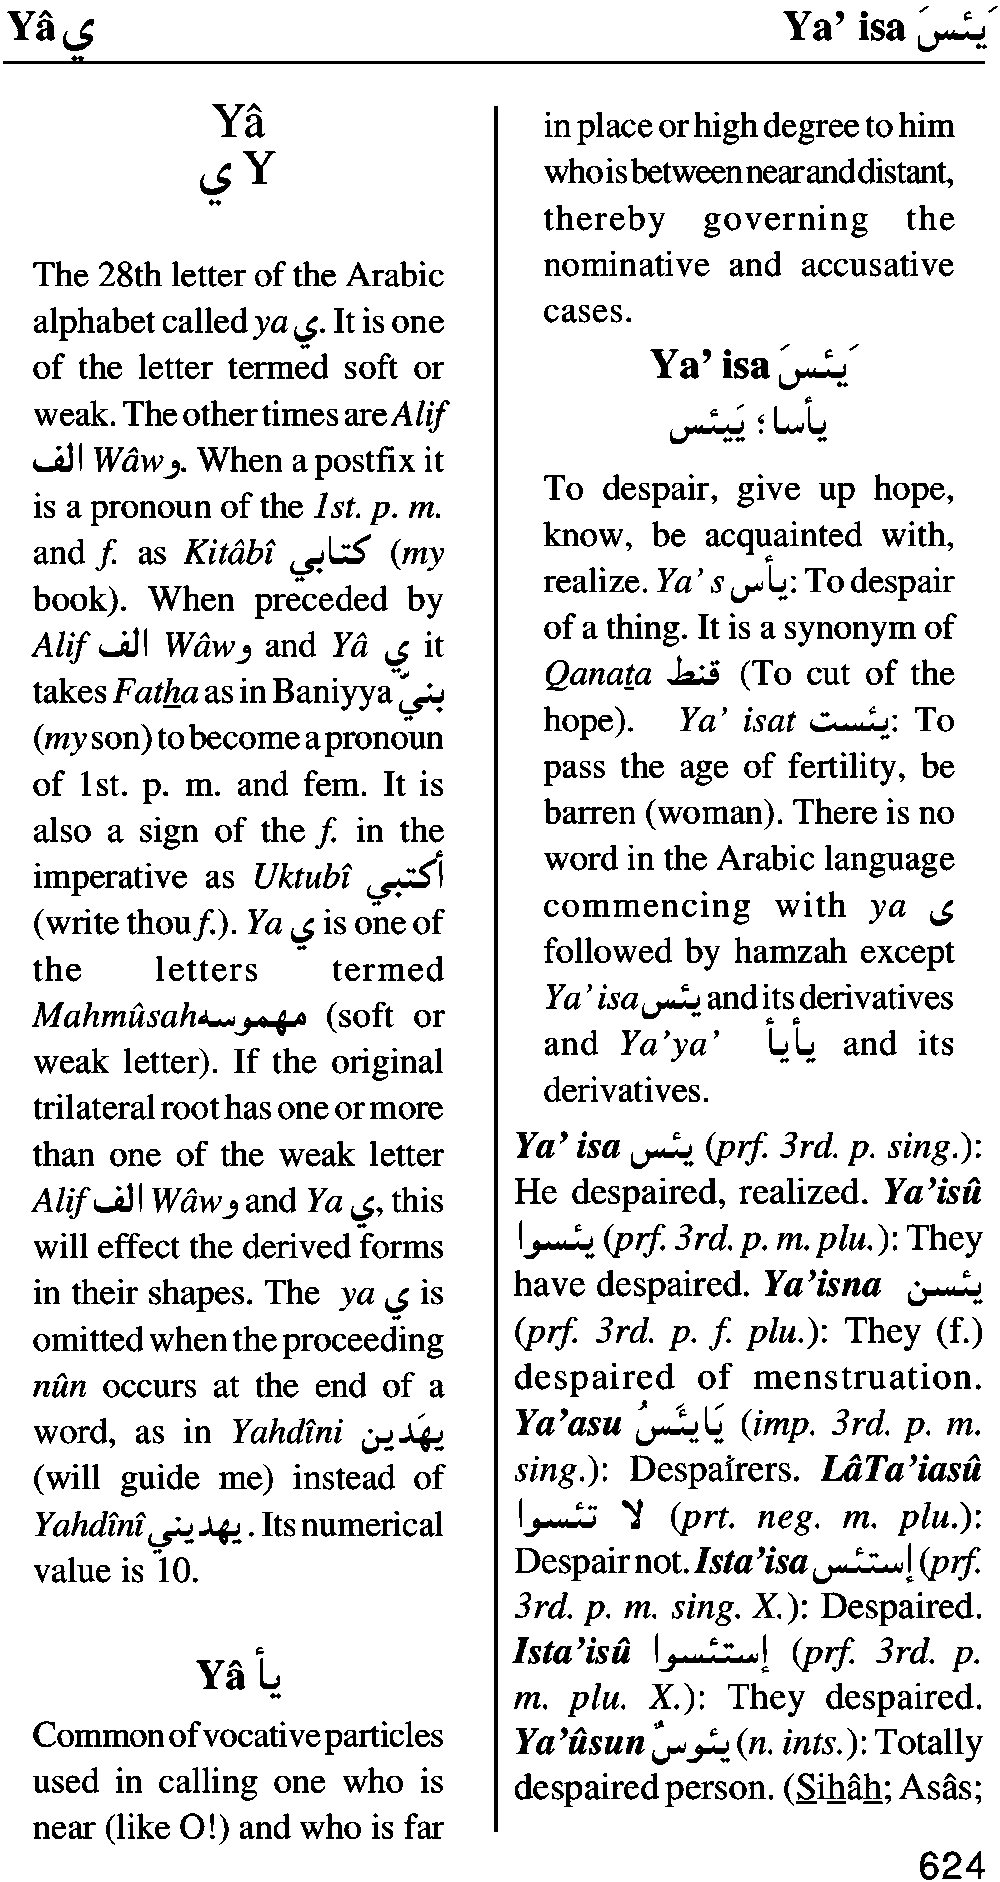 Yâ ي
Ya’ isa يَئسَ
Yâ
ي Y
The 28th letter of the Arabic
alphabet called ya ي. It is one
of the letter termed soft or
weak. The other times are Alif
الف Wâw و. When a postfix it
is a pronoun of the 1st. p. m.
and f. as Kitâbî كتابي (my
book). When preceded by
Alif الف Wâw و and Yâ ي it
takes Fatha as in Baniyya بنيّ
(my son) to become a pronoun
of 1st. p. m. and fem. It is
also a sign of the f. in the
imperative as Uktubî أكتبي
(write thou f.). Ya ي is one of
the letters termed
Mahmûsah مهموسه (soft or
weak letter). If the original
trilateral root has one or more
than one of the weak letter
Alif الف Wâw و and Ya ي, this
will effect the derived forms
in their shapes. The ya ي is
omitted when the proceeding
nûn occurs at the end of a
word, as in Yahdîni يهَدين
(will guide me) instead of
Yahdînî يهديني. Its numerical
value is 10.
Yâ يأ
Common of vocative particles
used in calling one who is
near (like O!) and who is far
in place or high degree to him
who is between near and distant,
thereby governing the
nominative and accusative
cases.
Ya’ isa يَئسَ
يأسا؛ يَيئس
To despair, give up hope,
know, be acquainted with,
realize. Ya’ s يأس: To despair
of a thing. It is a synonym of
Qanata قنط (To cut of the
hope). Ya’ isat يئست: To
pass the age of fertility, be
barren (woman). There is no
word in the Arabic language
commencing with ya ى
followed by hamzah except
Ya’ isa يئس and its derivatives
and Ya’ya’ يأيأ and its
derivatives.
Ya’ isa يئس (prf. 3rd. p. sing.):
He despaired, realized. Ya’isû
يئسوا (prf. 3rd. p. m. plu.): They
have despaired. Ya’isna يئسن
(prf. 3rd. p. f. plu.): They (f.)
despaired of menstruation.
Ya’asu يَايئَسُ (imp. 3rd. p. m.
sing.): Despairers. LâTa’iasû
لا تئسوا (prt. neg. m. plu.):
Despair not. Ista’isa إستئس (prf.
3rd. p. m. sing. X.): Despaired.
Ista’isû إستئسوا (prf. 3rd. p.
m. plu. X.): They despaired.
Ya’ûsun يئوسٌ (n. ints.): Totally
despaired person. (Sihâh; Asâs;
624